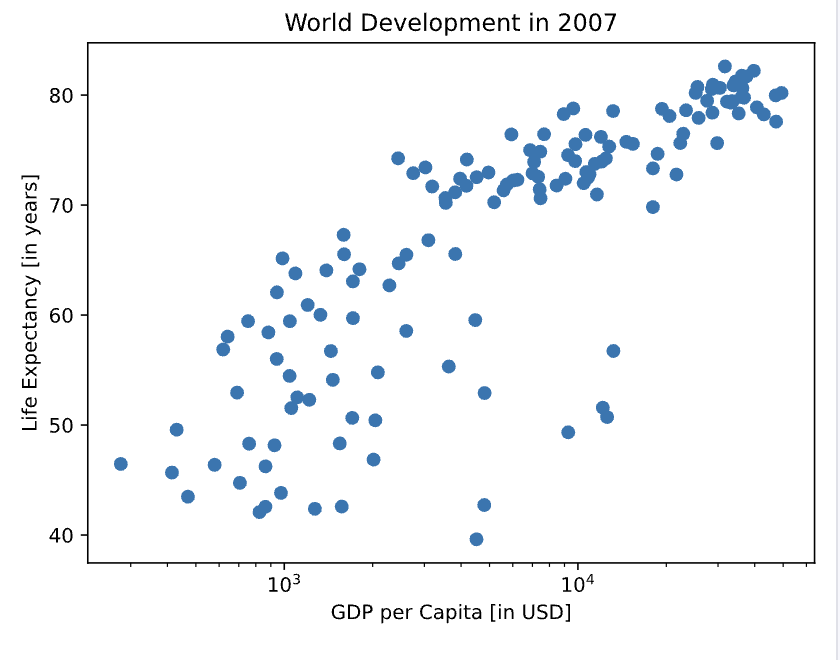 World Development in 2007
Life Expectancy [in years]
80
70
60
50
40
10³
10⁴
GDP per Capita [in USD]